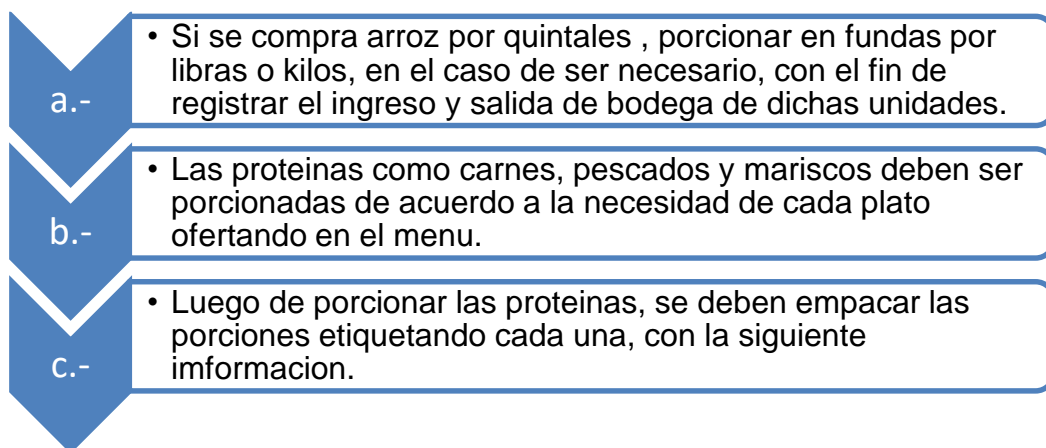 a.-
• Si se compra arroz por quintales , porcionar en fundas por
libras o kilos, en el caso de ser necesario, con el fin de
registrar el ingreso y salida de bodega de dichas unidades.
b.-
• Las proteinas como carnes, pescados y mariscos deben ser
porcionadas de acuerdo a la necesidad de cada plato
ofertando en el menu.
c.-
• Luego de porcionar las proteinas, se deben empacar las
porciones etiquetando cada una, con la siguiente
imformacion.